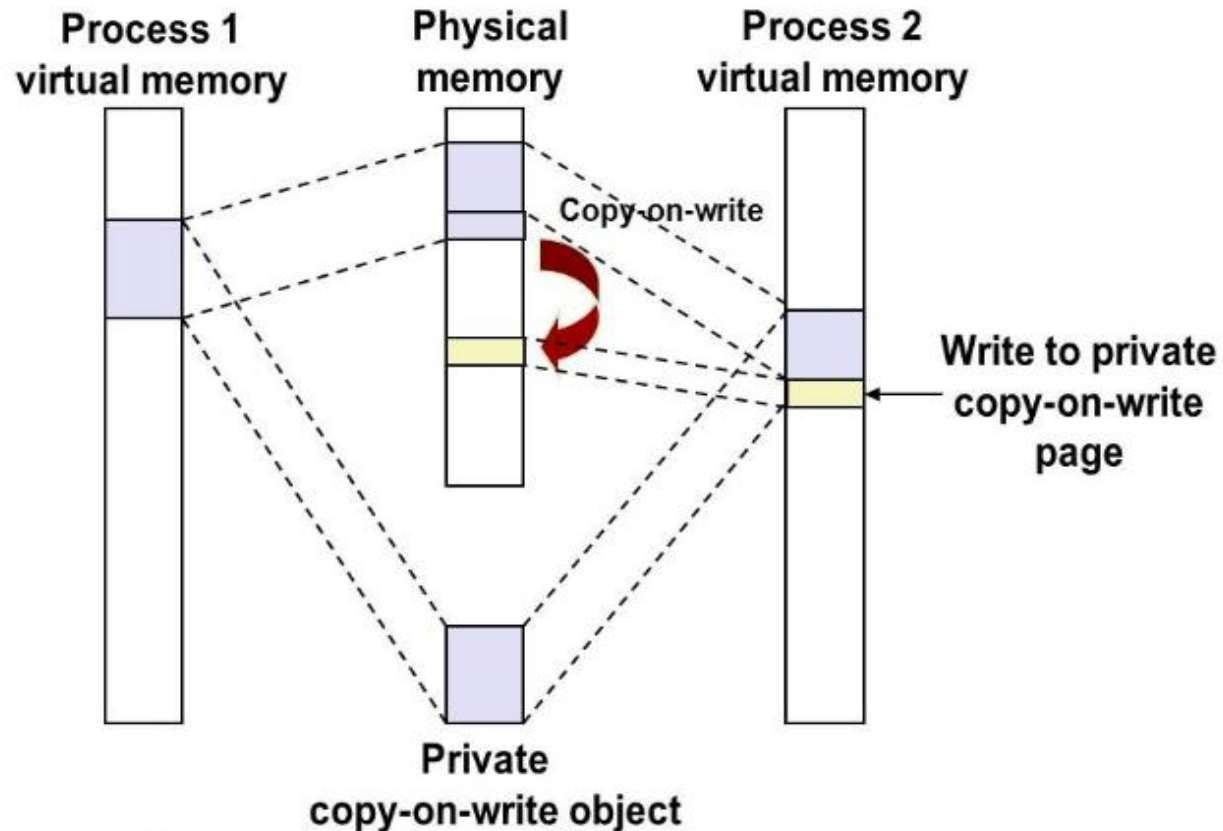 Process 1
virtual memory
Physical
memory
Process 2
virtual memory
Copy-on-write
Write to private
copy-on-write
page
Private
copy-on-write object